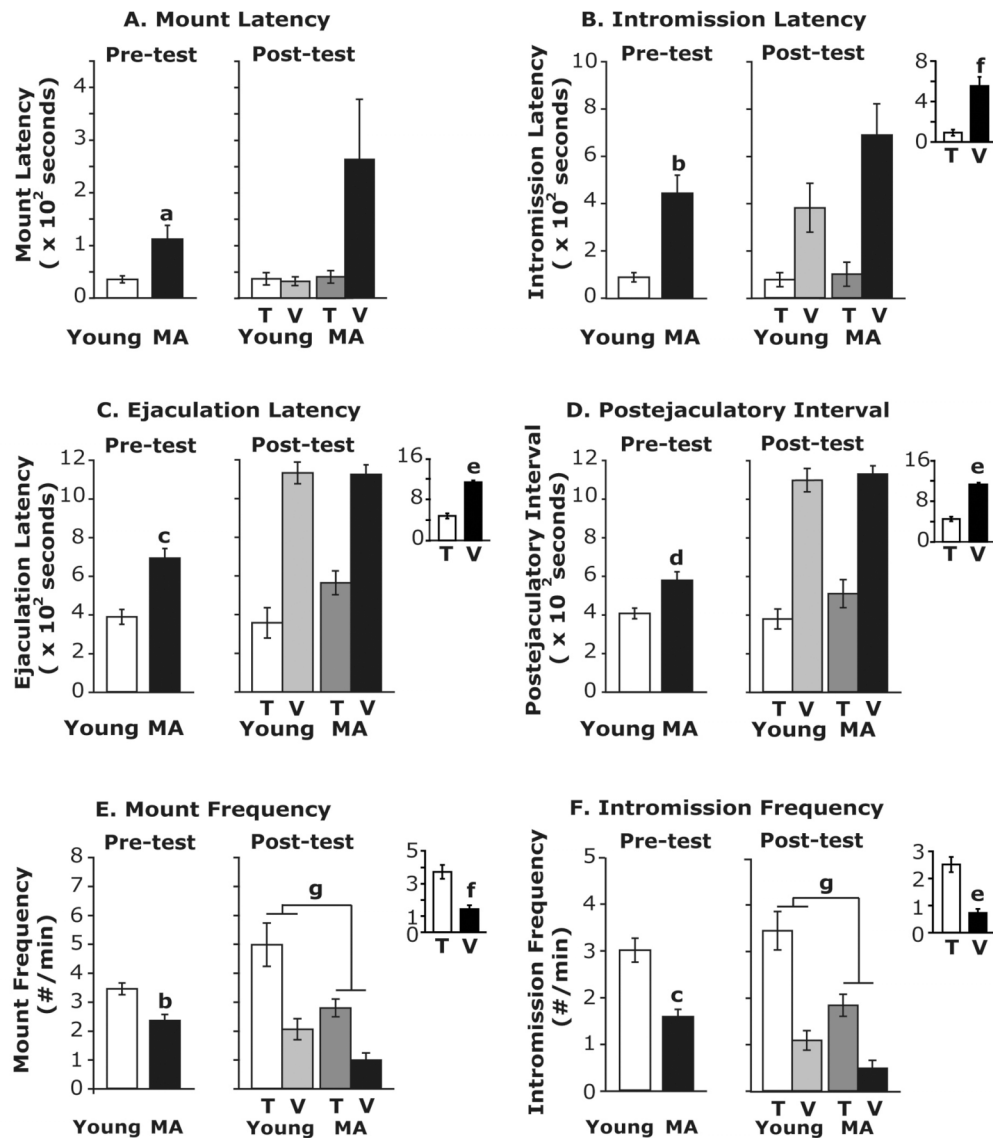 A. Mount Latency
Pre-test
Post-test
Mount Latency
( x 10² seconds)
4
3
2
1
0
a
T V T V
Young MA
Young MA
B. Intromission Latency
Pre-test
Post-test
Intromission Latency
( x 10² seconds)
10
8
6
4
2
0
b
T V T V
Young MA
Young MA
8
4
0
f
T V
C. Ejaculation Latency
Pre-test
Post-test
Ejaculation Latency
( x 10² seconds)
12
10
8
6
4
2
0
c
T V T V
Young MA
Young MA
16
8
0
e
T V
D. Postejaculatory Interval
Pre-test
Post-test
Postejaculatory Interval
( x 10 ²seconds)
12
10
8
6
4
2
0
d
T V T V
Young MA
Young MA
16
8
0
e
T V
E. Mount Frequency
Pre-test
Post-test
Mount Frequency
(#/min)
8
7
6
5
4
3
2
1
0
b
g
T V T V
Young MA
Young MA
5
3
1
0
f
T V
F. Intromission Frequency
Pre-test
Post-test
Intromission Frequency
(#/min)
5
4
3
2
1
0
c
g
T V T V
Young MA
Young MA
3
2
1
0
e
T V